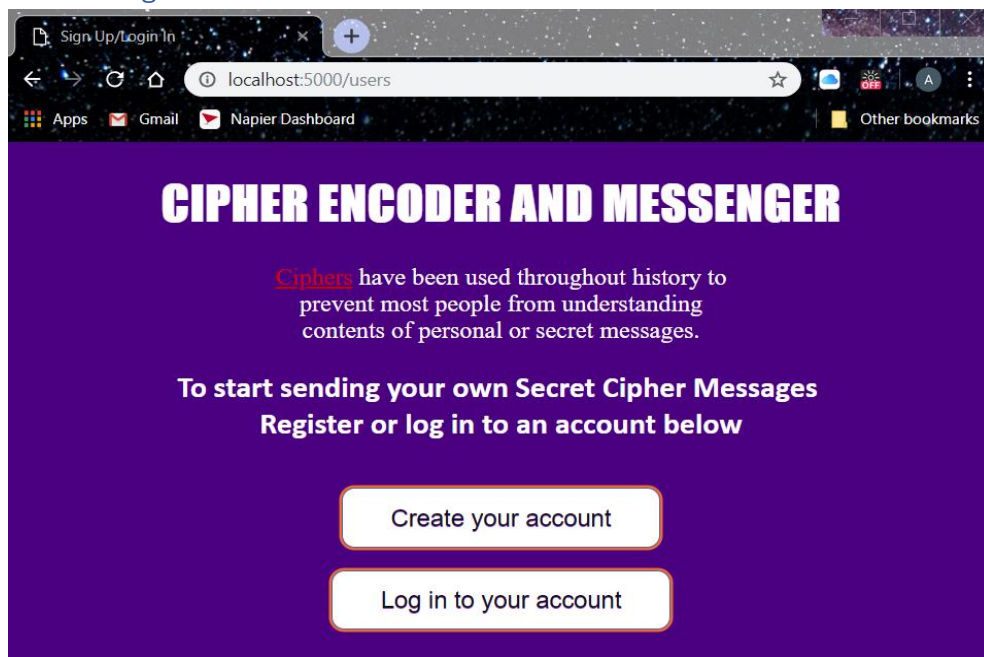 Sign Up/Login In
localhost:5000/users
OFF
A
Apps Gmail Napier Dashboard Other bookmarks
CIPHER ENCODER AND MESSENGER
Ciphers have been used throughout history to
prevent most people from understanding
contents of personal or secret messages.
To start sending your own Secret Cipher Messages
Register or log in to an account below
Create your account
Log in to your account